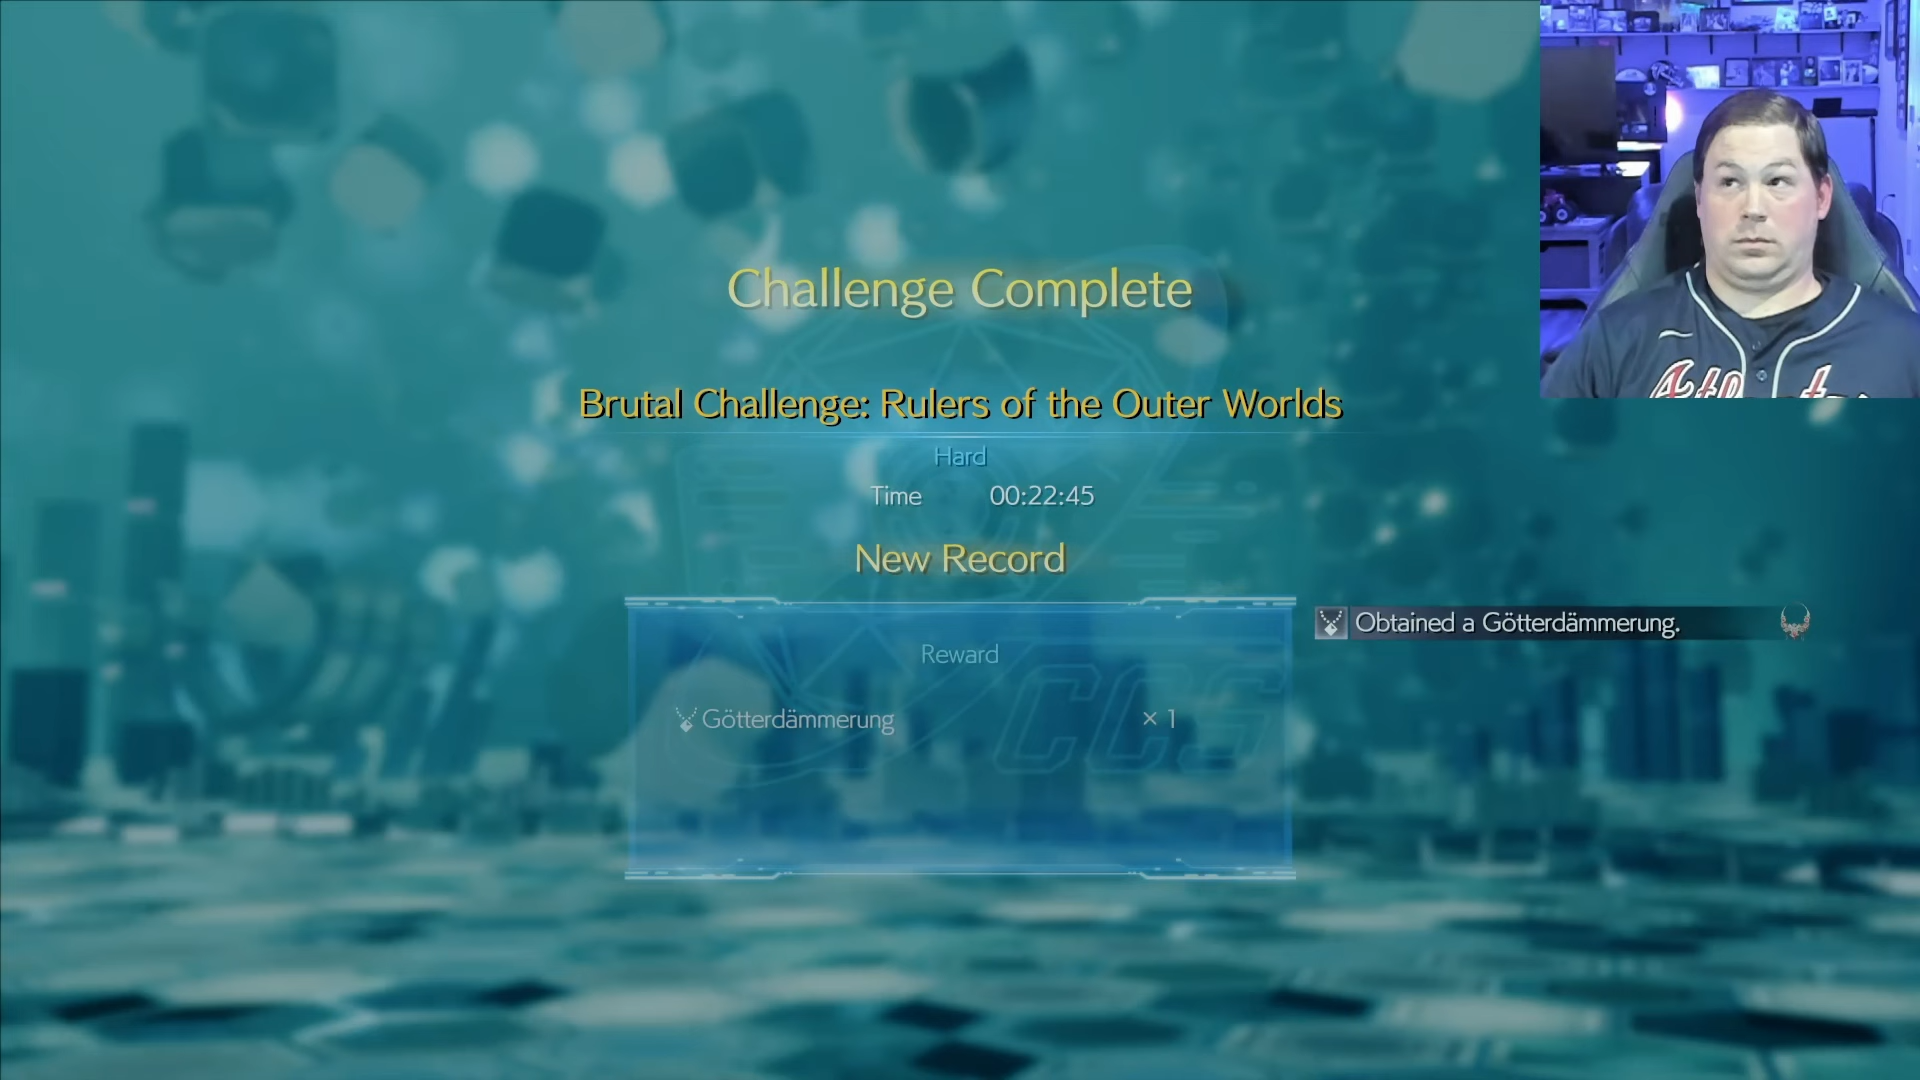 Challenge Complete
Brutal Challenge: Rulers of the Outer Worlds
Hard
Time 00:22:45
New Record
Obtained a Götterdämmerung.
Reward
Götterdämmerung × 1
CCS